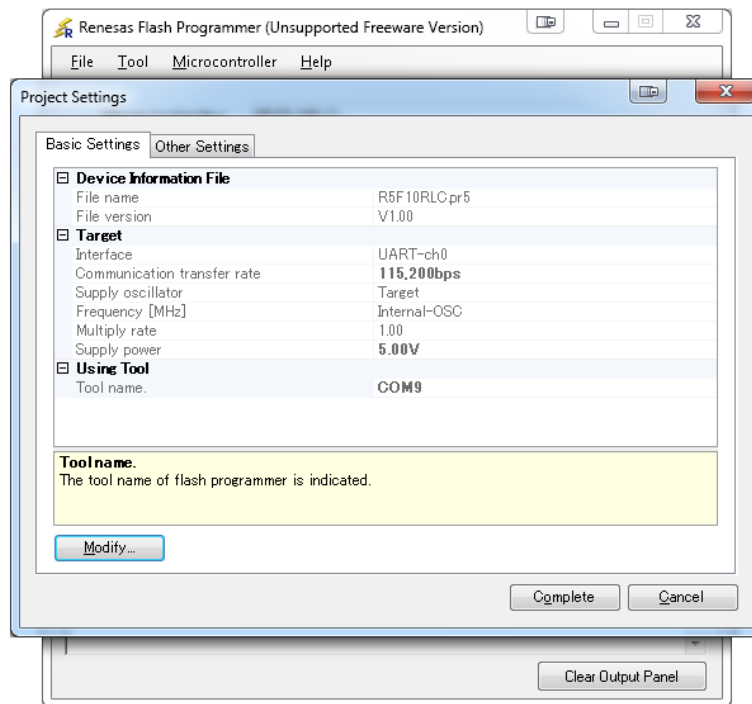 Renesas Flash Programmer (Unsupported Freeware Version)
File Tool Microcontroller Help
Project Settings
Basic Settings Other Settings
Device Information File
File name R5F10RLC.pr5
File version V1.00
Target
Interface UART-ch0
Communication transfer rate 115,200bps
Supply oscillator Target
Frequency [MHz] Internal-OSC
Multiply rate 1.00
Supply power 5.00V
Using Tool
Tool name. COM9
Tool name.
The tool name of flash programmer is indicated.
Modify...
Complete Cancel
Clear Output Panel